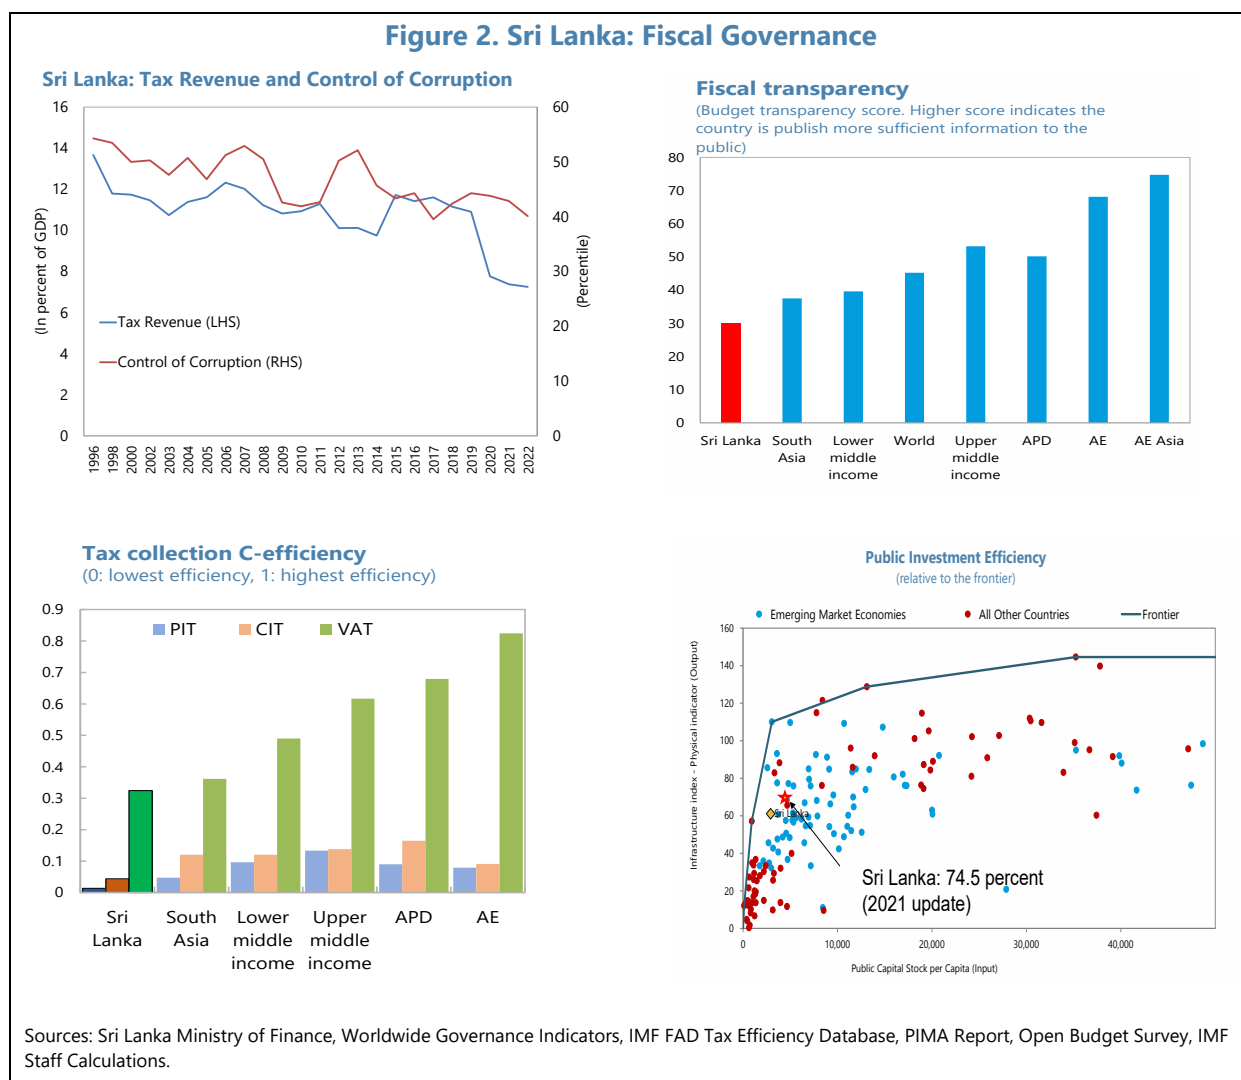 Figure 2. Sri Lanka: Fiscal Governance
Sri Lanka: Tax Revenue and Control of Corruption
16
14
12
10
8
6
4
2
0
(In percent of GDP)
60
50
40
30
20
10
0
(Percentile)
Tax Revenue (LHS)
Control of Corruption (RHS)
1996 1998 2000 2002 2003 2004 2005 2006 2007 2008 2009 2010 2011 2012 2013 2014 2015 2016 2017 2018 2019 2020 2021 2022
Fiscal transparency
(Budget transparency score. Higher score indicates the
country is publish more sufficient information to the
public)
80
70
60
50
40
30
20
10
0
Sri Lanka South Lower World Upper APD AE AE Asia
Asia middle middle
income income
Tax collection C-efficiency
(0: lowest efficiency, 1: highest efficiency)
0.9
0.8
0.7
0.6
0.5
0.4
0.3
0.2
0.1
0
PIT CIT VAT
Sri South Lower Upper APD AE
Lanka Asia middle middle
income income
Public Investment Efficiency
(relative to the frontier)
Emerging Market Economies All Other Countries Frontier
160
140
120
100
80
60
40
20
0
Infrastructure index - Physical indicator (Output)
Sri Lanka
Sri Lanka: 74.5 percent
(2021 update)
0 10,000 20,000 30,000 40,000
Public Capital Stock per Capita (Input)
Sources: Sri Lanka Ministry of Finance, Worldwide Governance Indicators, IMF FAD Tax Efficiency Database, PIMA Report, Open Budget Survey, IMF
Staff Calculations.